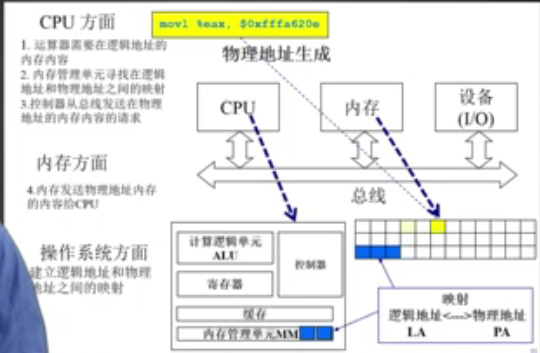 CPU 方面
movl %eax, $0xfffa620e
物理地址生成
1. 运算器需要在逻辑地址的
内存内容
2. 内存管理单元寻找在逻辑
地址和物理地址之间的映射
3.控制器从总线发送在物理
地址的内存内容的请求
CPU
内存
设备
(I/O)
总线
内存方面
4.内存发送物理地址内存
的内容给CPU
操作系统方面
建立逻辑地址和物理
地址之间的映射
计算逻辑单元
ALU
控制器
寄存器
缓存
内存管理单元MM
映射
逻辑地址<--->物理地址
LA PA